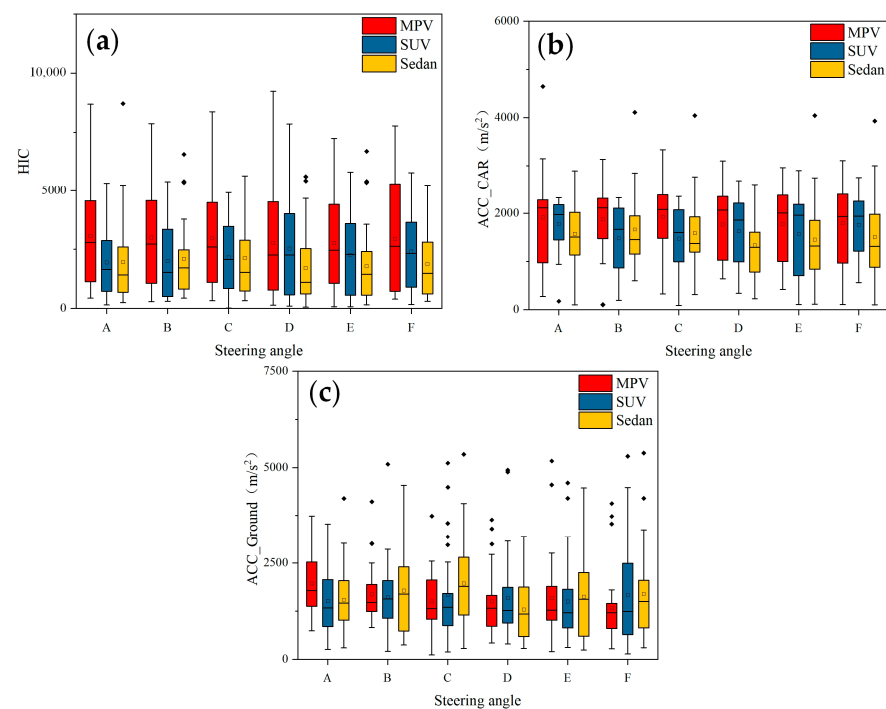 (a)
MPV
SUV
Sedan
10,000
5000
0
HIC
A B C D E F
Steering angle
(b)
MPV
SUV
Sedan
6000
4000
2000
0
ACC_CAR（m/s²）
A B C D E F
Steering angle
(c)
MPV
SUV
Sedan
7500
5000
2500
0
ACC_Ground（m/s²）
A B C D E F
Steering angle